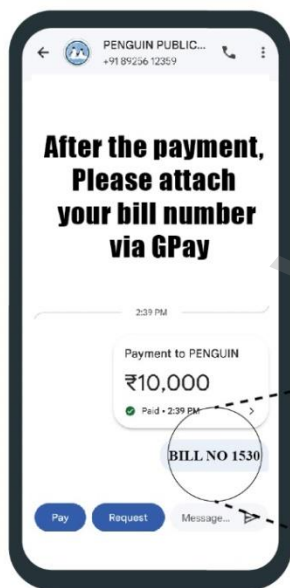 PENGUIN PUBLIC...
+91 89256 12359
After the payment,
Please attach
your bill number
via GPay
2:39 PM
Payment to PENGUIN
₹10,000
Paid • 2:39 PM
BILL NO 1530
Pay
Request
Message...